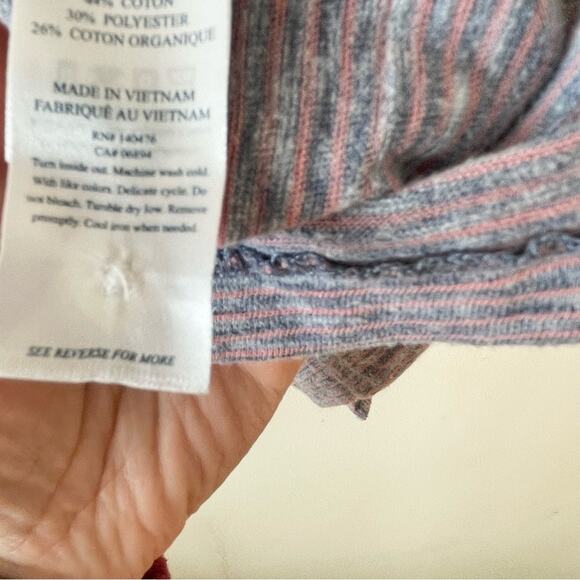 44% COTON
30% POLYESTER
26% COTON ORGANIQUE
MADE IN VIETNAM
FABRIQUÉ AU VIETNAM
RN# 140476
CA# 06894
Turn inside out. Machine wash cold.
With like colors. Delicate cycle. Do
not bleach. Tumble dry low. Remove
promptly. Cool iron when needed.
SEE REVERSE FOR MORE